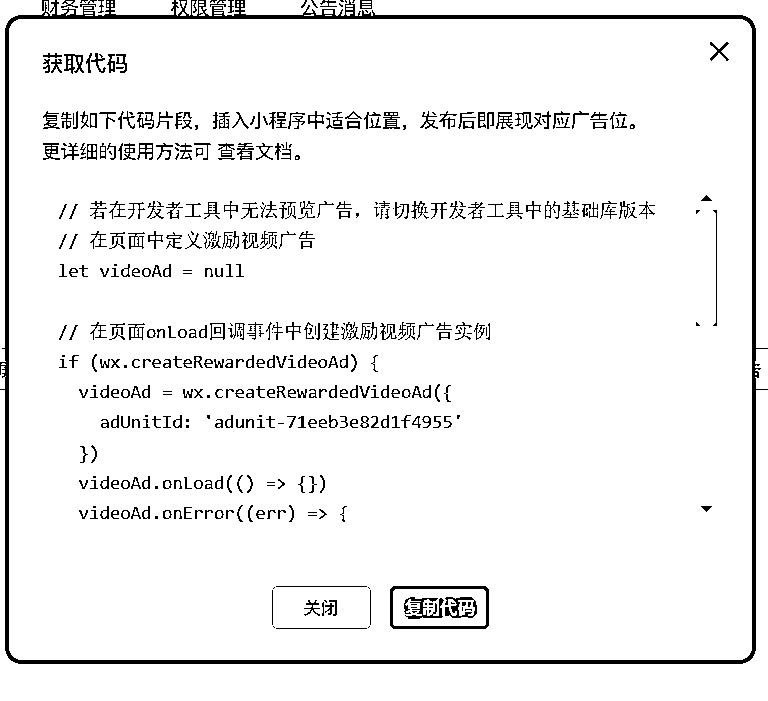 财务管理 权限管理 公告消息
获取代码
复制如下代码片段，插入小程序中适合位置，发布后即展现对应广告位。
更详细的使用方法可 查看文档。
// 若在开发者工具中无法预览广告，请切换开发者工具中的基础库版本
// 在页面中定义激励视频广告
let videoAd = null
// 在页面onLoad回调事件中创建激励视频广告实例
if (wx.createRewardedVideoAd) {
  videoAd = wx.createRewardedVideoAd({
    adUnitId: 'adunit-71eeb3e82d1f4955'
  })
  videoAd.onLoad(() => {})
  videoAd.onError((err) => {
关闭 复制代码